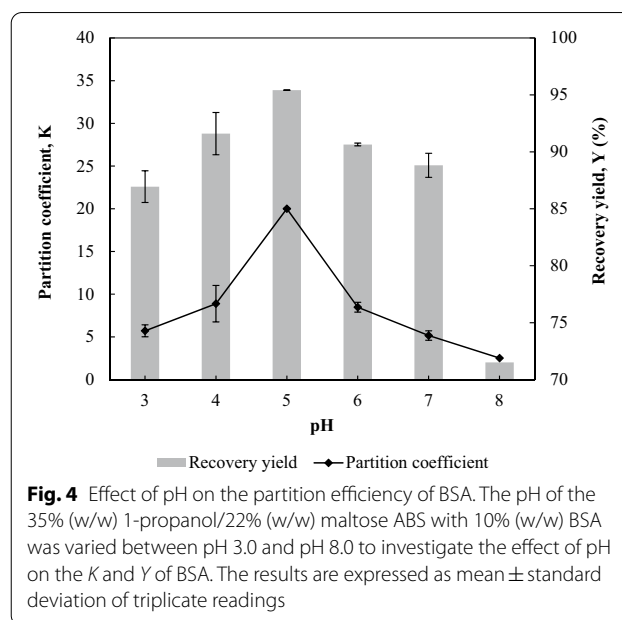 40
35
30
25
20
15
10
5
0
Partition coefficient, K
100
95
90
85
80
75
70
Recovery yield, Y (%)
3 4 5 6 7 8
pH
Recovery yield Partition coefficient
Fig. 4 Effect of pH on the partition efficiency of BSA. The pH of the
35% (w/w) 1-propanol/22% (w/w) maltose ABS with 10% (w/w) BSA
was varied between pH 3.0 and pH 8.0 to investigate the effect of pH
on the K and Y of BSA. The results are expressed as mean ± standard
deviation of triplicate readings